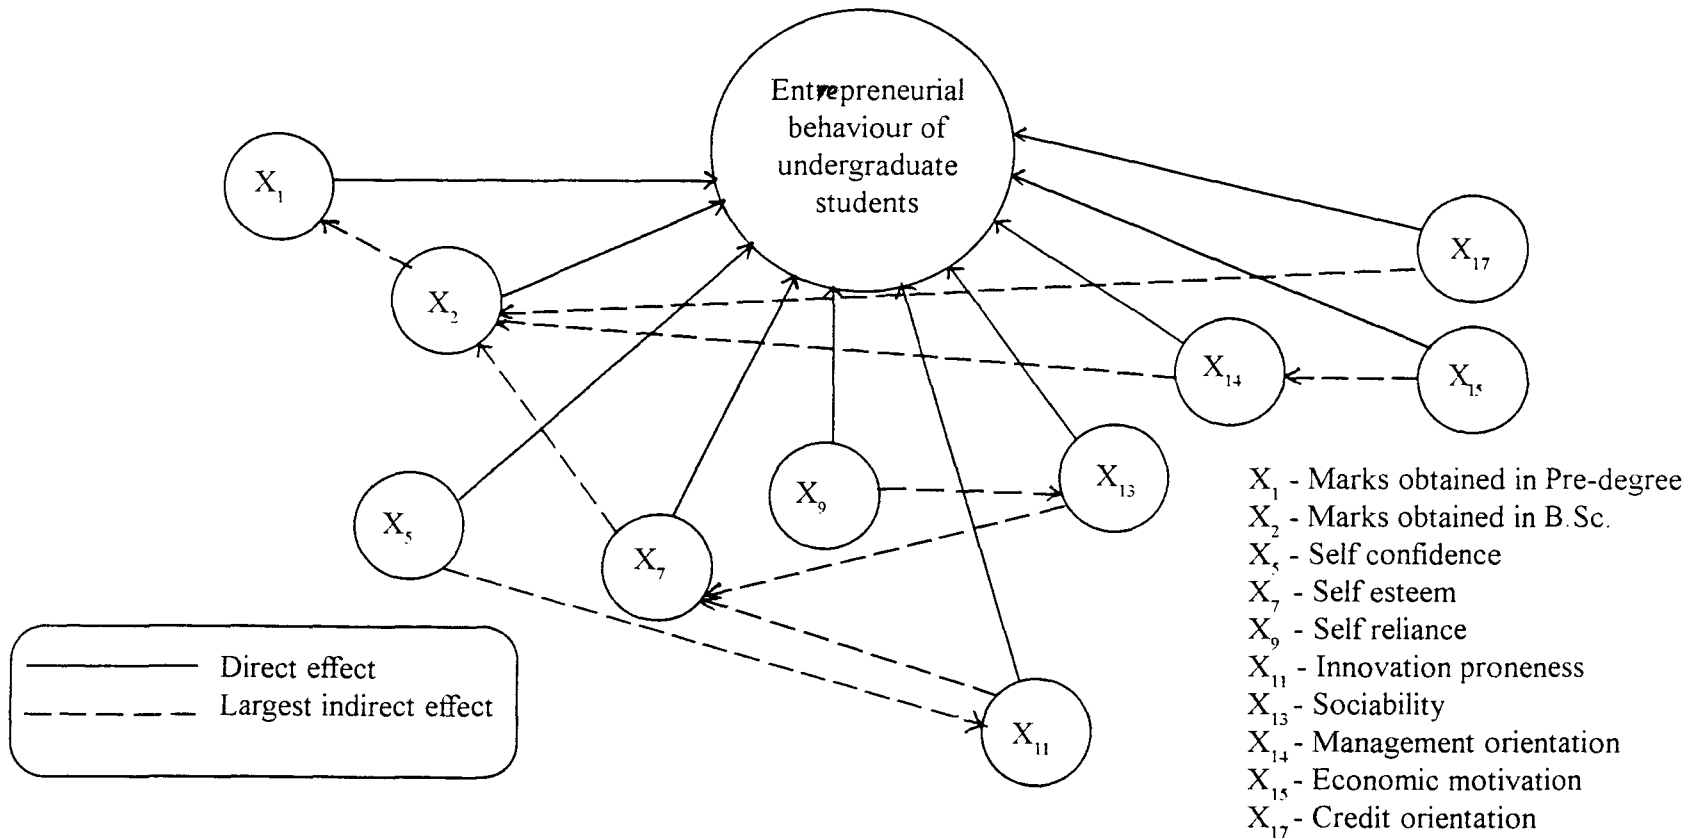 Entrepreneurial
behaviour of
undergraduate
students
X₁
X₂
X₁₇
X₁₄
X₁₅
X₅
X₇
X₉
X₁₃
X₁₁
Direct effect
Largest indirect effect
X₁ - Marks obtained in Pre-degree
X₂ - Marks obtained in B.Sc.
X₅ - Self confidence
X₇ - Self esteem
X₉ - Self reliance
X₁₁ - Innovation proneness
X₁₃ - Sociability
X₁₄ - Management orientation
X₁₅ - Economic motivation
X₁₇ - Credit orientation